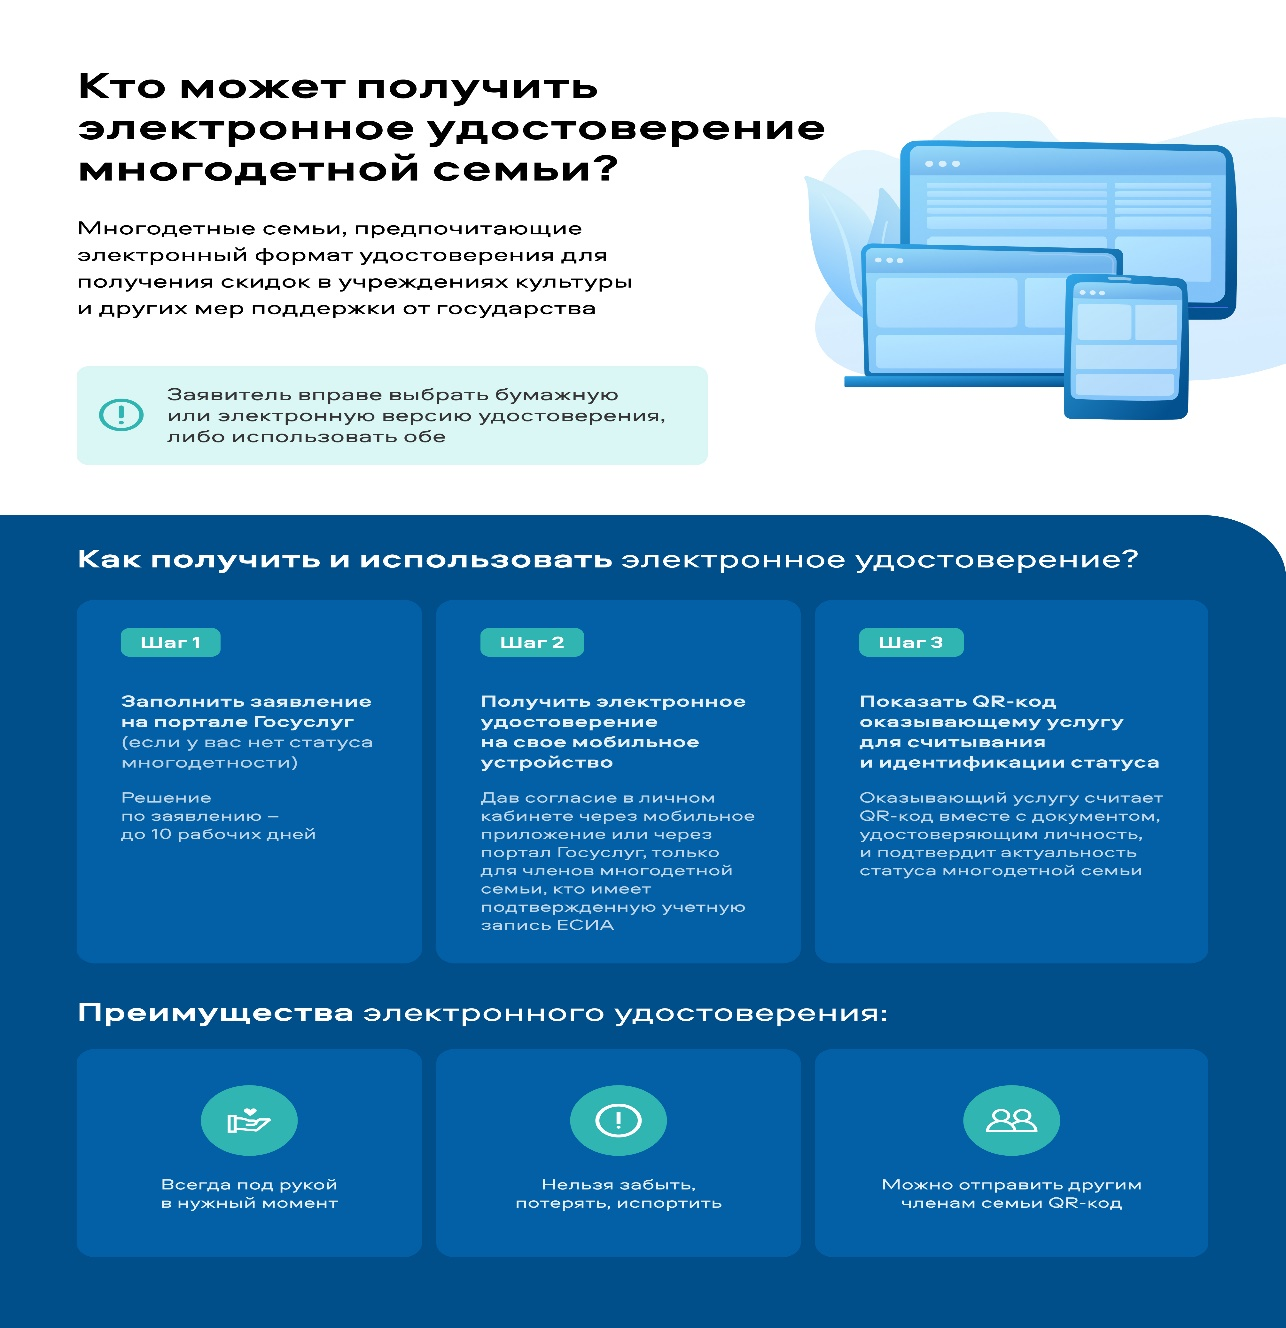 Кто может получить
электронное удостоверение
многодетной семьи?
Многодетные семьи, предпочитающие
электронный формат удостоверения для
получения скидок в учреждениях культуры
и других мер поддержки от государства
Заявитель вправе выбрать бумажную
или электронную версию удостоверения,
либо использовать обе
Как получить и использовать электронное удостоверение?
Шаг 1
Заполнить заявление
на портале Госуслуг
(если у вас нет статуса
многодетности)
Решение
по заявлению –
до 10 рабочих дней
Шаг 2
Получить электронное
удостоверение
на свое мобильное
устройство
Дав согласие в личном
кабинете через мобильное
приложение или через
портал Госуслуг, только
для членов многодетной
семьи, кто имеет
подтвержденную учетную
запись ЕСИА
Шаг 3
Показать QR-код
оказывающему услугу
для считывания
и идентификации статуса
Оказывающий услугу считает
QR-код вместе с документом,
удостоверяющим личность,
и подтвердит актуальность
статуса многодетной семьи
Преимущества электронного удостоверения:
Всегда под рукой
в нужный момент
Нельзя забыть,
потерять, испортить
Можно отправить другим
членам семьи QR-код